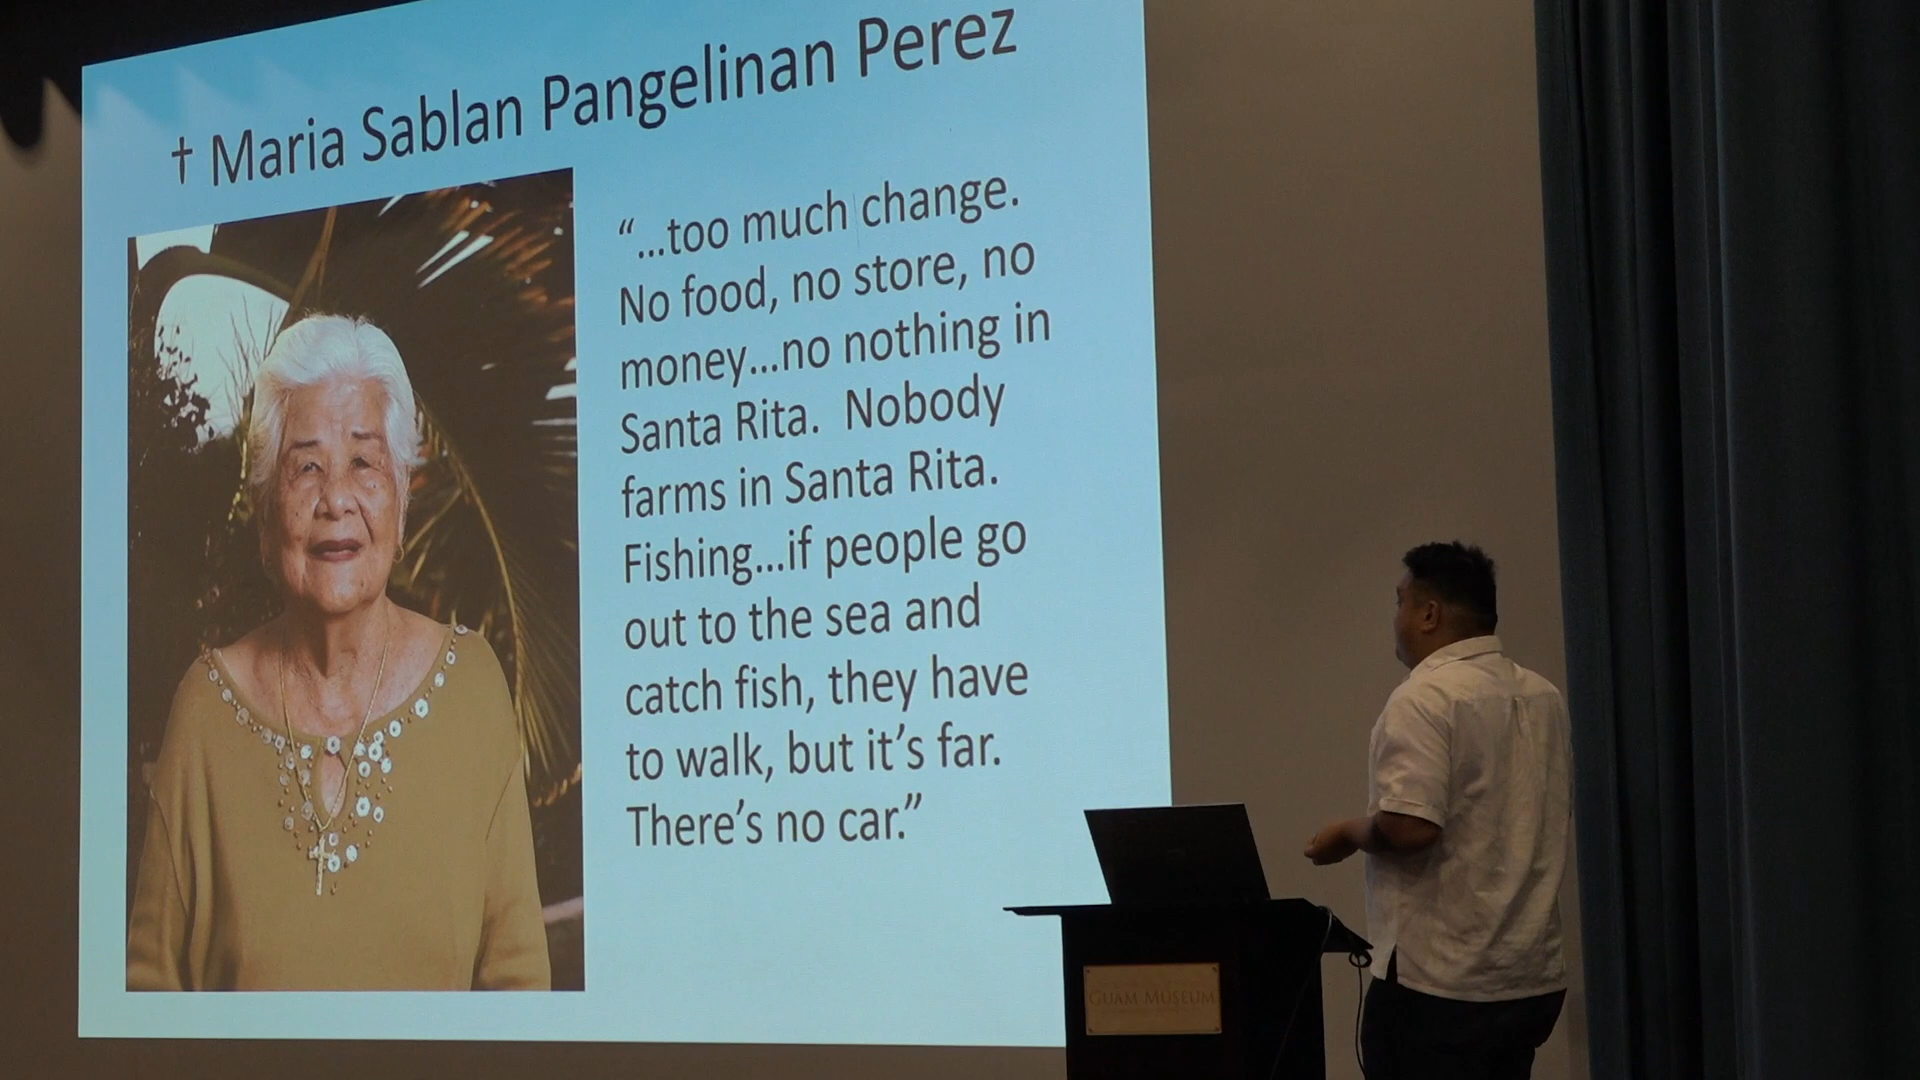 † Maria Sablan Pangelinan Perez
“...too much change.
No food, no store, no
money...no nothing in
Santa Rita.  Nobody
farms in Santa Rita.
Fishing...if people go
out to the sea and
catch fish, they have
to walk, but it’s far.
There’s no car.”
GUAM MUSEUM